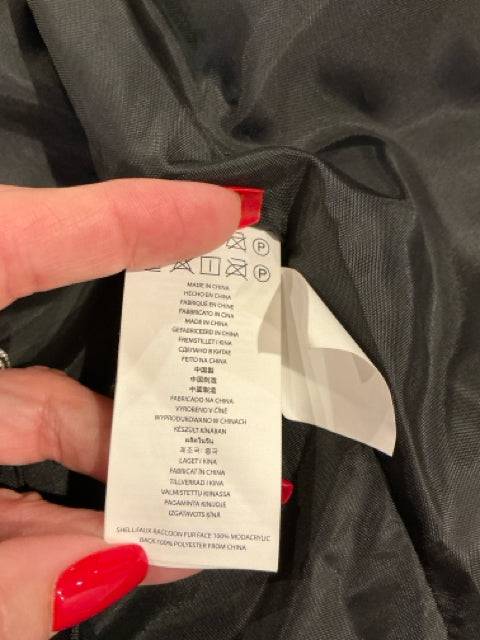 P
P
MADE IN CHINA
HECHO EN CHINA
FABRIQUE EN CHINE
FABBRICATO IN CINA
MADE IN CHINA
GEFABRICEERD IN CHINA
FREMSTILLET I KINA
СДЕЛАНО В КИТАЕ
FEITO NA CHINA
中国製
中国制造
中國製造
FABRICADO NA CHINA
VYROBENO V ČÍNĚ
WYPRODUKOWANO W CHINACH
KÉSZÜLT KÍNÁBAN
ผลิตในจีน
제조국: 중국
LAGET I KINA
FABRICAT ÎN CHINA
TILLVERKAD I KINA
VALMISTETTU KIINASSA
PAGAMINTA KINIJOJE
IZGATAVOTS ĶĪNĀ
SHELL:FAUX RACCOON FUR FACE 100% MODACRYLIC
BACK 100% POLYESTER FROM CHINA